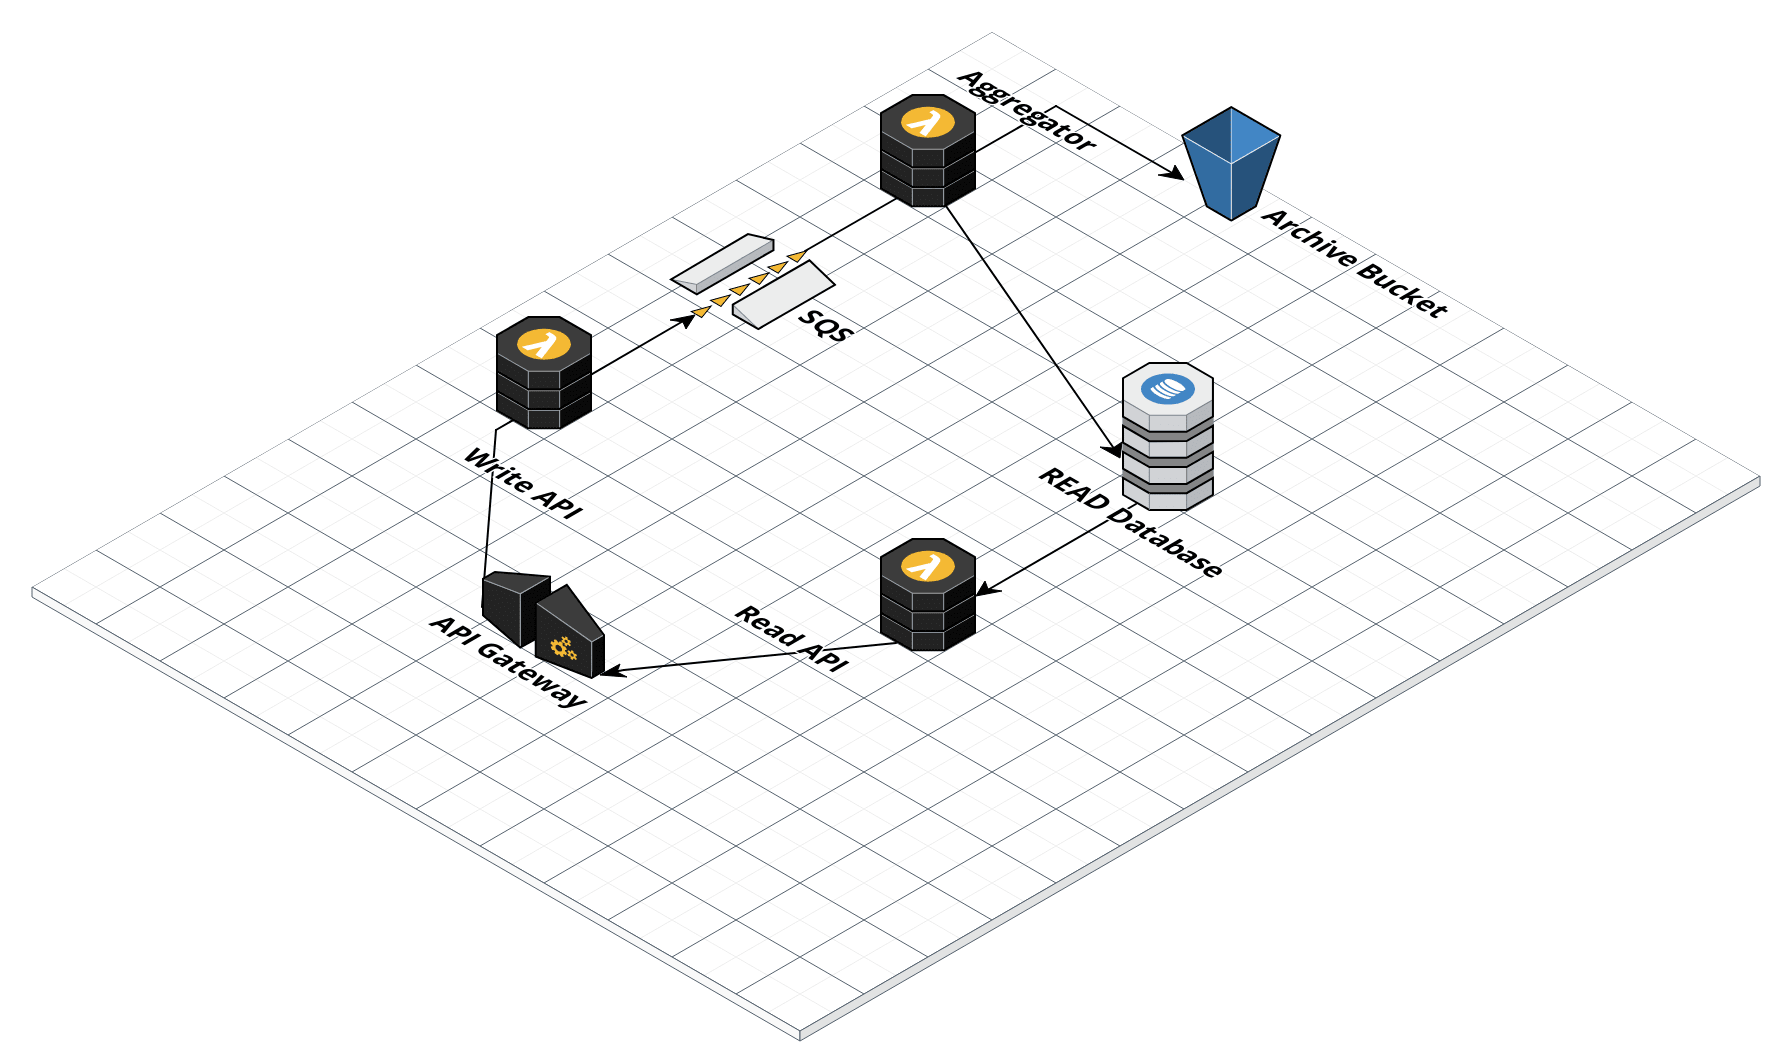 Aggregator
Archive Bucket
SQS
Write API
READ Database
Read API
API Gateway